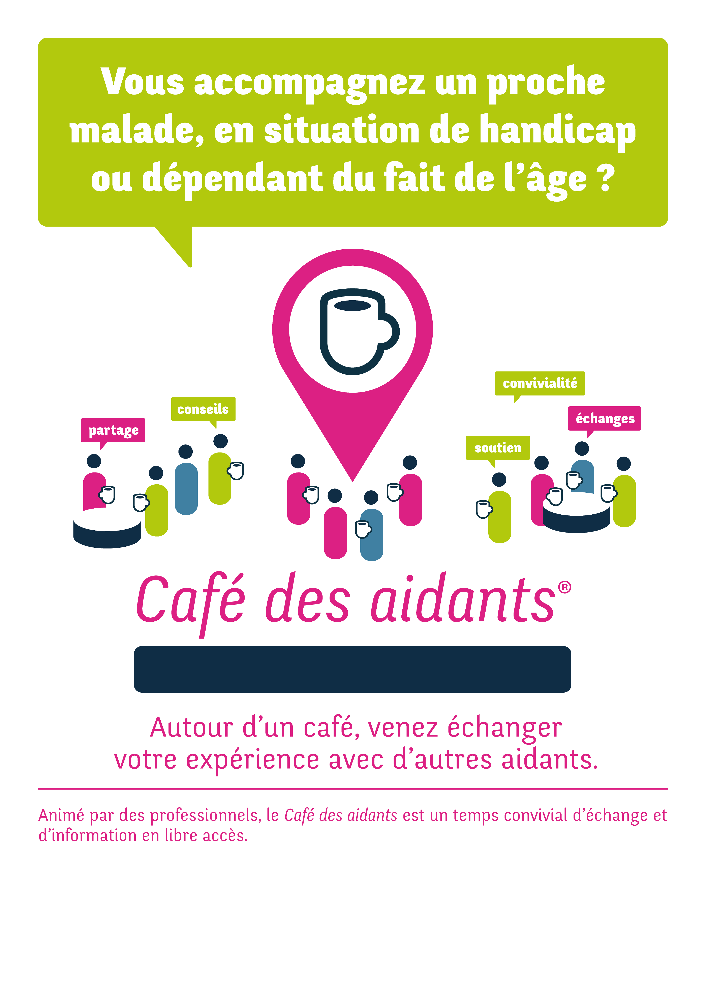 Vous accompagnez un proche
malade, en situation de handicap
ou dépendant du fait de l’âge ?
convivialité
conseils
échanges
partage
soutien
Café des aidants®
Autour d’un café, venez échanger
votre expérience avec d’autres aidants.
Animé par des professionnels, le Café des aidants est un temps convivial d’échange et
d’information en libre accès.